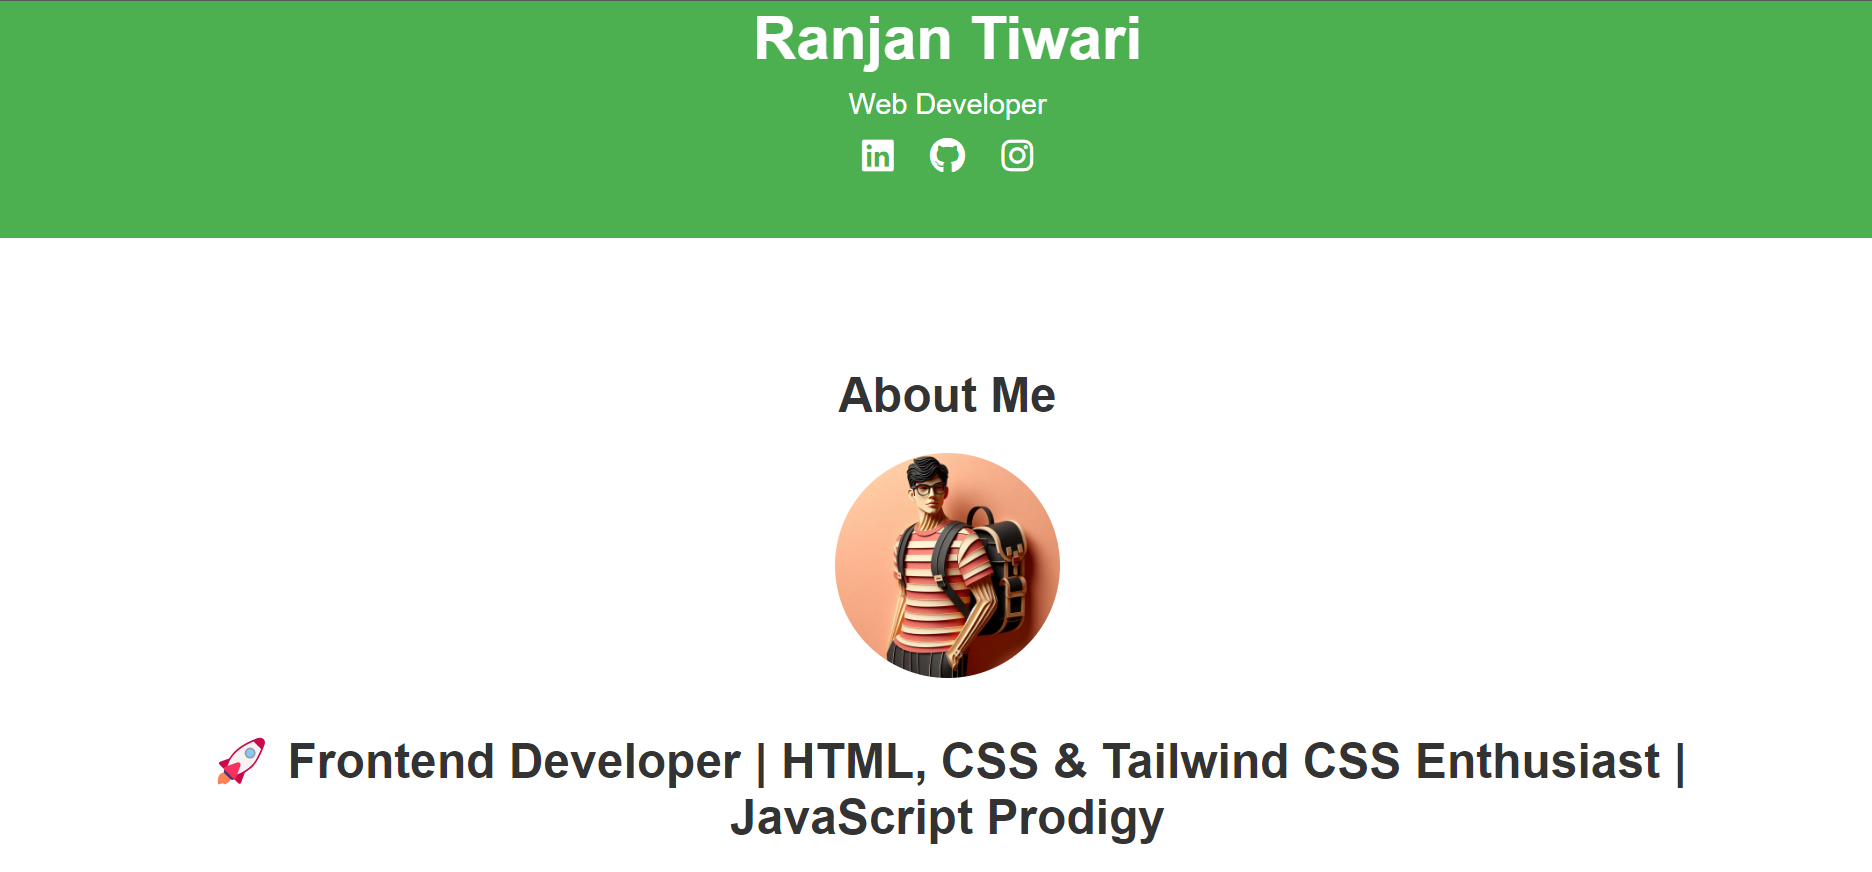 Ranjan Tiwari
Web Developer
About Me
🚀 Frontend Developer | HTML, CSS & Tailwind CSS Enthusiast |
JavaScript Prodigy